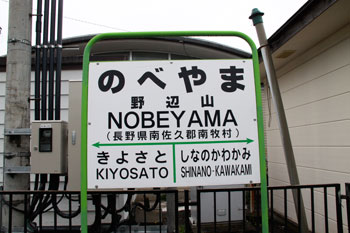 のべやま
野辺山
NOBEYAMA
(長野県南佐久郡南牧村)
きよさと しなのかわかみ
KIYOSATO SHINANO-KAWAKAMI